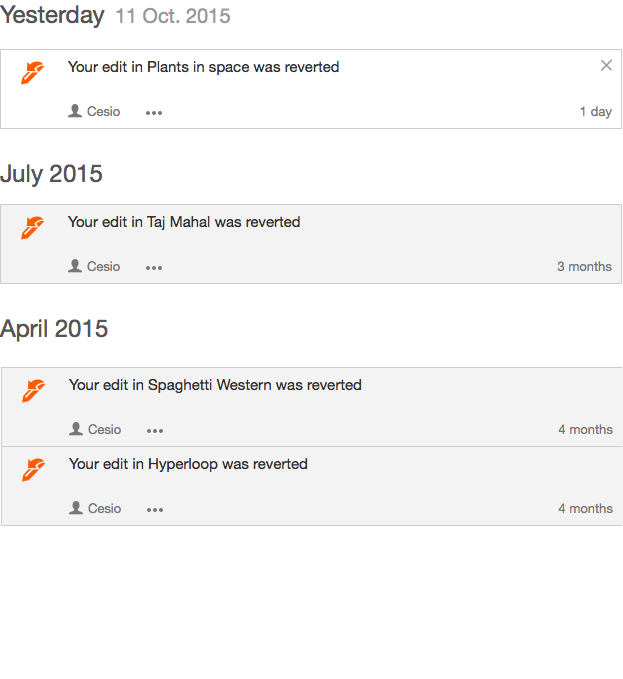 Yesterday 11 Oct. 2015
Your edit in Plants in space was reverted
Cesio ••• 1 day
July 2015
Your edit in Taj Mahal was reverted
Cesio ••• 3 months
April 2015
Your edit in Spaghetti Western was reverted
Cesio ••• 4 months
Your edit in Hyperloop was reverted
Cesio ••• 4 months